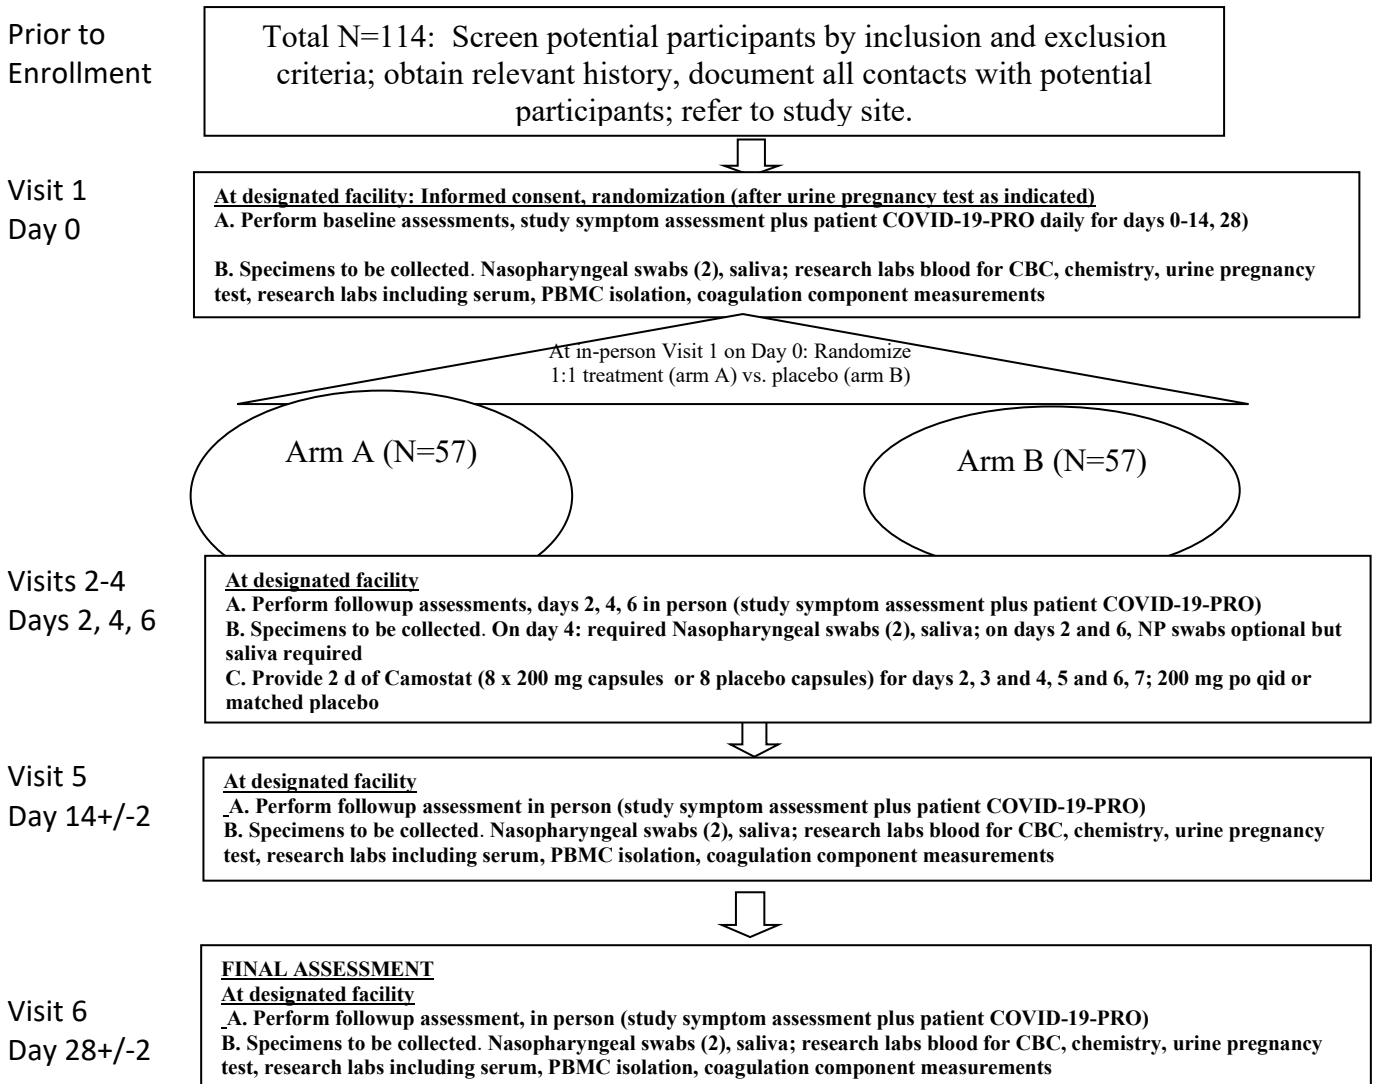 Prior to
Enrollment
Total N=114:  Screen potential participants by inclusion and exclusion
criteria; obtain relevant history, document all contacts with potential
participants; refer to study site.
Visit 1
Day 0
At designated facility: Informed consent, randomization (after urine pregnancy test as indicated)
A. Perform baseline assessments, study symptom assessment plus patient COVID-19-PRO daily for days 0-14, 28)
B. Specimens to be collected. Nasopharyngeal swabs (2), saliva; research labs blood for CBC, chemistry, urine pregnancy
test, research labs including serum, PBMC isolation, coagulation component measurements
At in-person Visit 1 on Day 0: Randomize
1:1 treatment (arm A) vs. placebo (arm B)
Arm A (N=57)
Arm B (N=57)
Visits 2-4
Days 2, 4, 6
At designated facility
A. Perform followup assessments, days 2, 4, 6 in person (study symptom assessment plus patient COVID-19-PRO)
B. Specimens to be collected. On day 4: required Nasopharyngeal swabs (2), saliva; on days 2 and 6, NP swabs optional but
saliva required
C. Provide 2 d of Camostat (8 x 200 mg capsules  or 8 placebo capsules) for days 2, 3 and 4, 5 and 6, 7; 200 mg po qid or
matched placebo
Visit 5
Day 14+/-2
At designated facility
A. Perform followup assessment in person (study symptom assessment plus patient COVID-19-PRO)
B. Specimens to be collected. Nasopharyngeal swabs (2), saliva; research labs blood for CBC, chemistry, urine pregnancy
test, research labs including serum, PBMC isolation, coagulation component measurements
Visit 6
Day 28+/-2
FINAL ASSESSMENT
At designated facility
A. Perform followup assessment, in person (study symptom assessment plus patient COVID-19-PRO)
B. Specimens to be collected. Nasopharyngeal swabs (2), saliva; research labs blood for CBC, chemistry, urine pregnancy
test, research labs including serum, PBMC isolation, coagulation component measurements